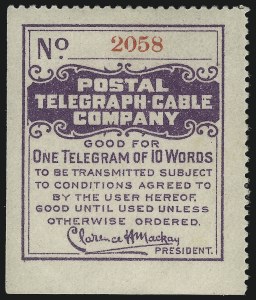 No. 2058
POSTAL
TELEGRAPH-CABLE
COMPANY
GOOD FOR
ONE TELEGRAM OF 10 WORDS
TO BE TRANSMITTED SUBJECT
TO CONDITIONS AGREED TO
BY THE USER HEREOF,
GOOD UNTIL USED UNLESS
OTHERWISE ORDERED.
Clarence H Mackay
PRESIDENT.